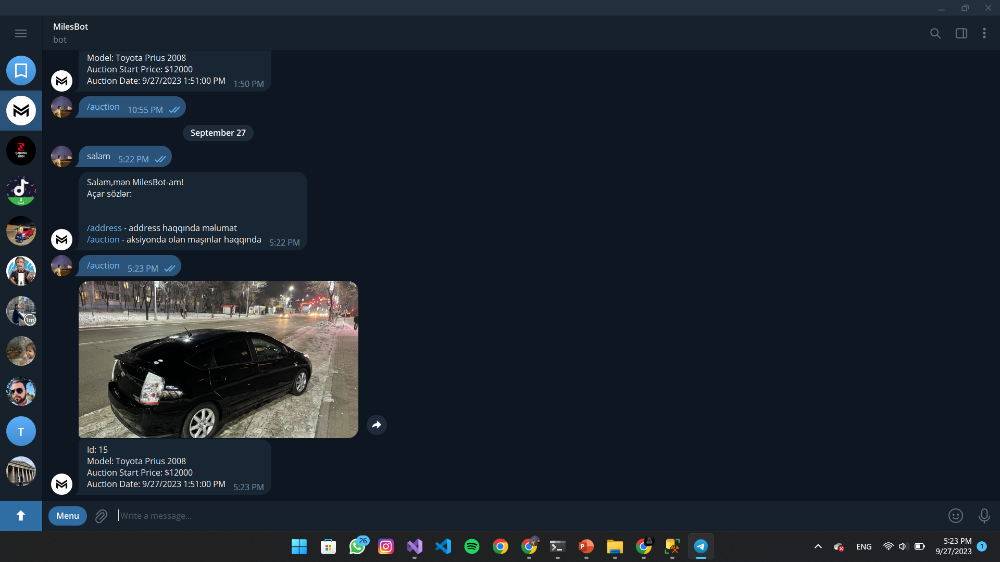 MilesBot
bot
Model: Toyota Prius 2008
Auction Start Price: $12000
Auction Date: 9/27/2023 1:51:00 PM 1:50 PM
/auction 10:55 PM
September 27
salam 5:22 PM
QANUNA
ZİDDİ
Salam,mən MilesBot-am!
Açar sözlər:
/address - address haqqında məlumat
/auction - aksiyonda olan maşınlar haqqında 5:22 PM
/auction 5:23 PM
1m
T
Id: 15
Model: Toyota Prius 2008
Auction Start Price: $12000
Auction Date: 9/27/2023 1:51:00 PM 5:23 PM
Menu
Write a message...
26
ENG
5:23 PM
9/27/2023
1